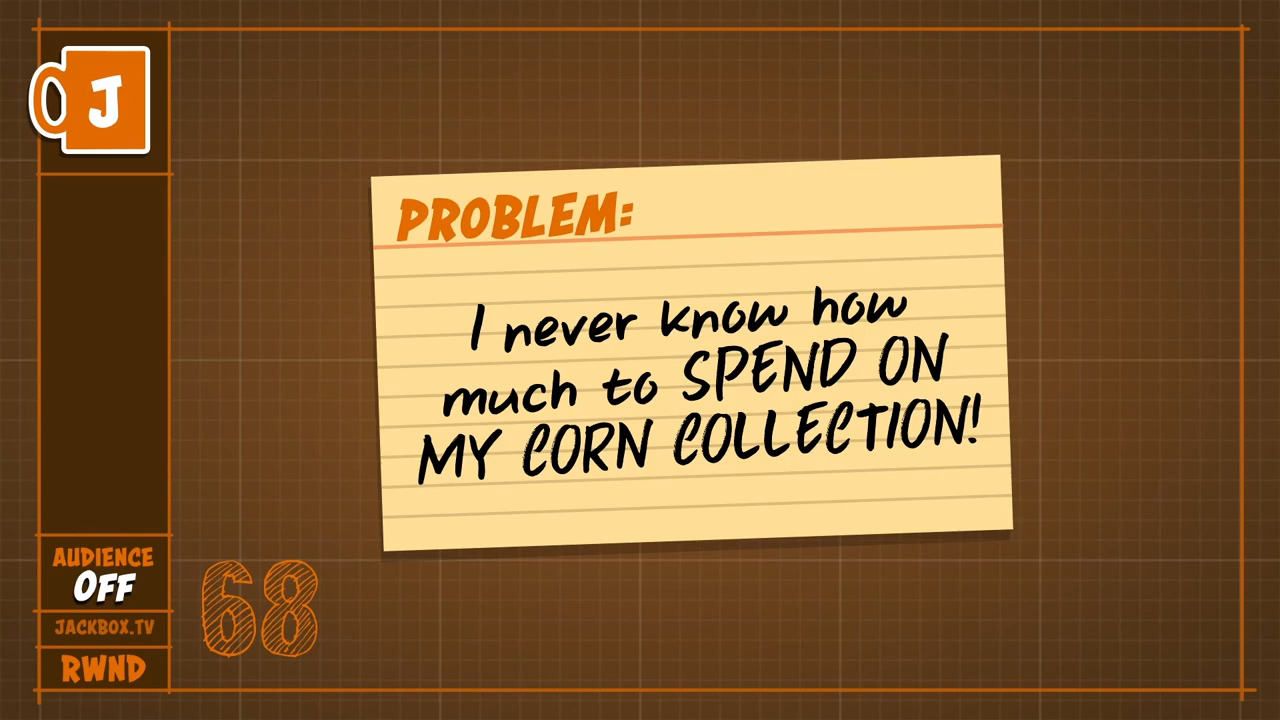 J
PROBLEM:
I never know how
much to SPEND ON
MY CORN COLLECTION!
AUDIENCE
OFF
JACKBOX.TV
RWND
68